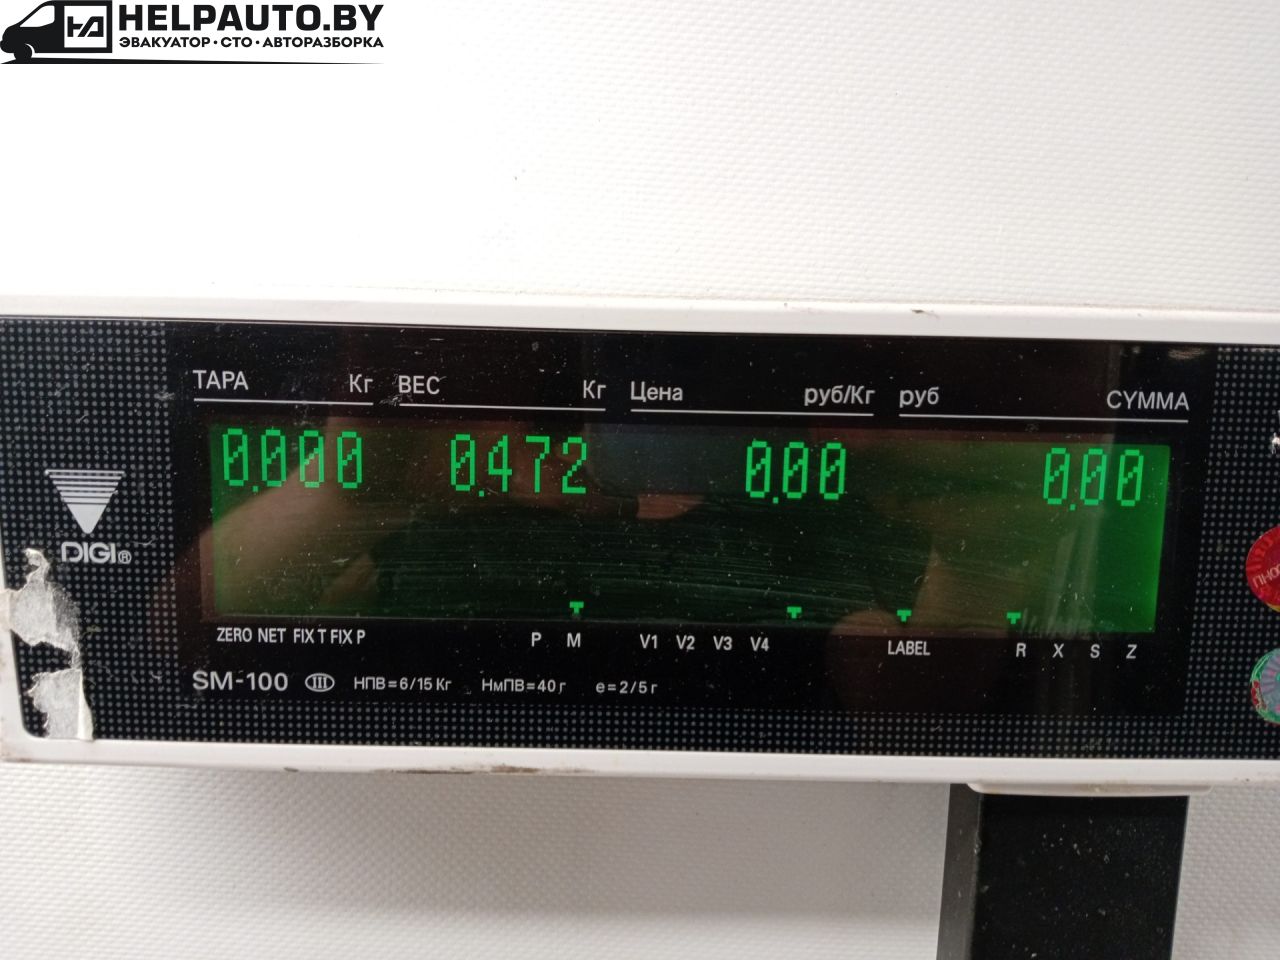 HELPAUTO.BY
ЭВАКУАТОР · СТО · АВТОРАЗБОРКА
ТАРА Кг ВЕС Кг Цена руб/Кг руб СУММА
0.000 0.472 0.00 0.00
DIGI®
ZERO NET FIX T FIX P P M V1 V2 V3 V4 LABEL R X S Z
SM-100 III НПВ=6/15 Кг НмПВ=40 г e=2/5 г